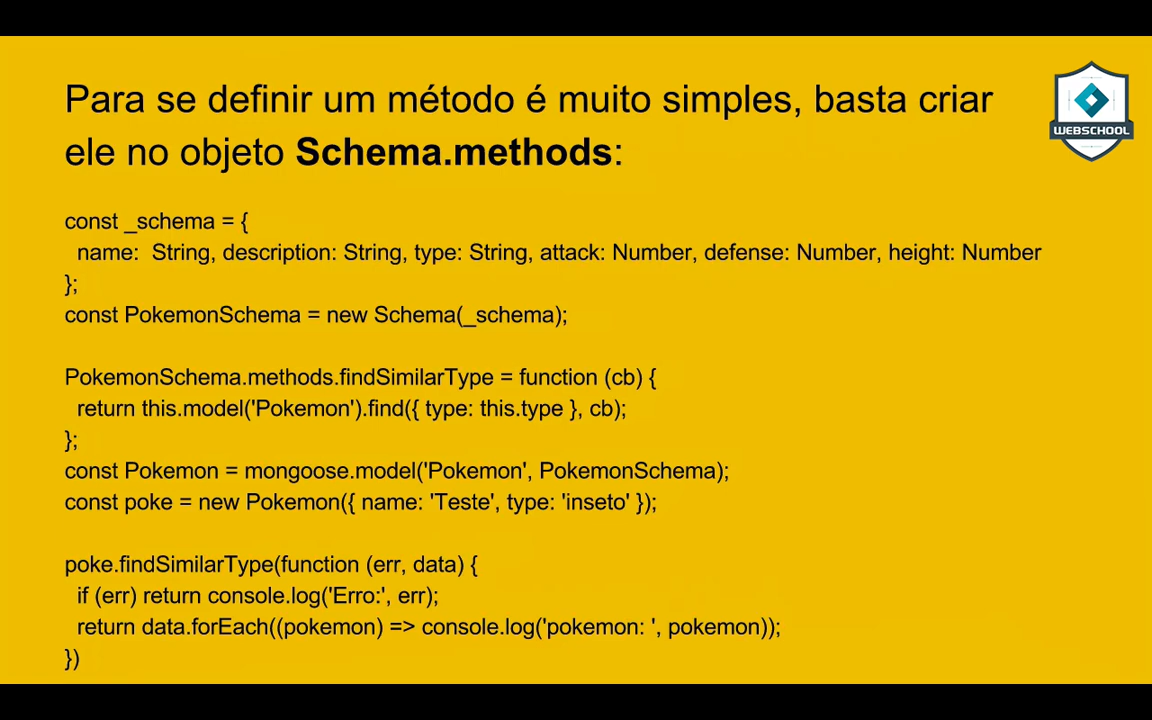 Para se definir um método é muito simples, basta criar
ele no objeto Schema.methods:
WEBSCHOOL
const _schema = {
name: String, description: String, type: String, attack: Number, defense: Number, height: Number
};
const PokemonSchema = new Schema(_schema);
PokemonSchema.methods.findSimilarType = function (cb) {
return this.model('Pokemon').find({ type: this.type }, cb);
};
const Pokemon = mongoose.model('Pokemon', PokemonSchema);
const poke = new Pokemon({ name: 'Teste', type: 'inseto' });
poke.findSimilarType(function (err, data) {
if (err) return console.log('Erro:', err);
return data.forEach((pokemon) => console.log('pokemon: ', pokemon));
})